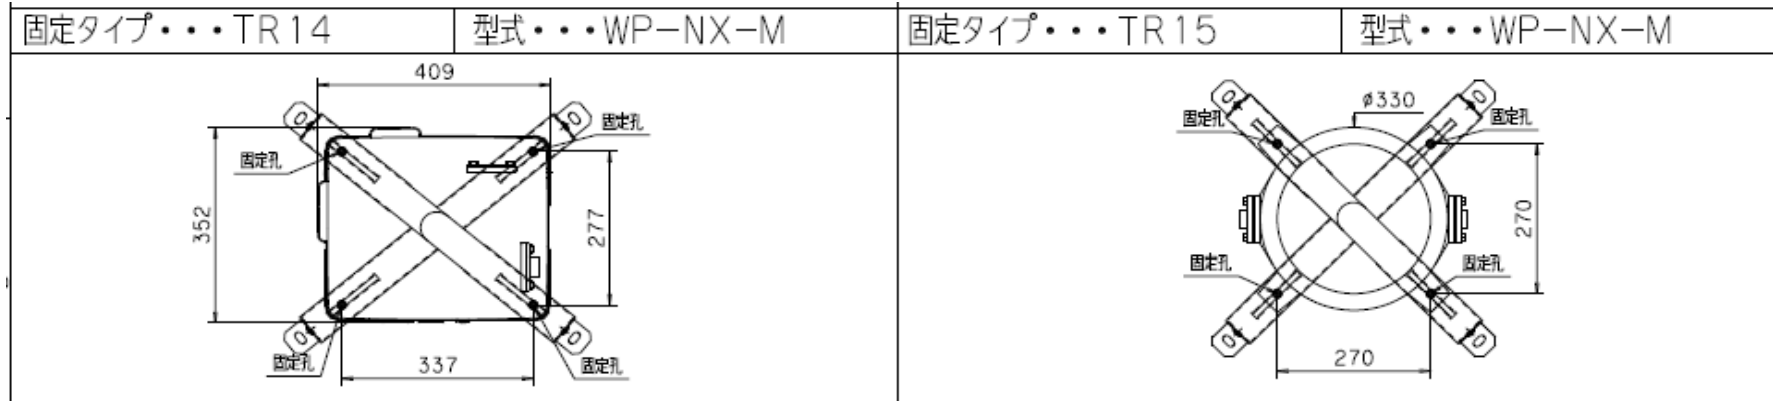 固定タイプ・・・TR14
型式・・・WP−NX−M
409
固定孔
固定孔
352
277
固定孔
337
固定孔
固定タイプ・・・TR15
型式・・・WP−NX−M
ø330
固定孔
固定孔
270
固定孔
固定孔
270